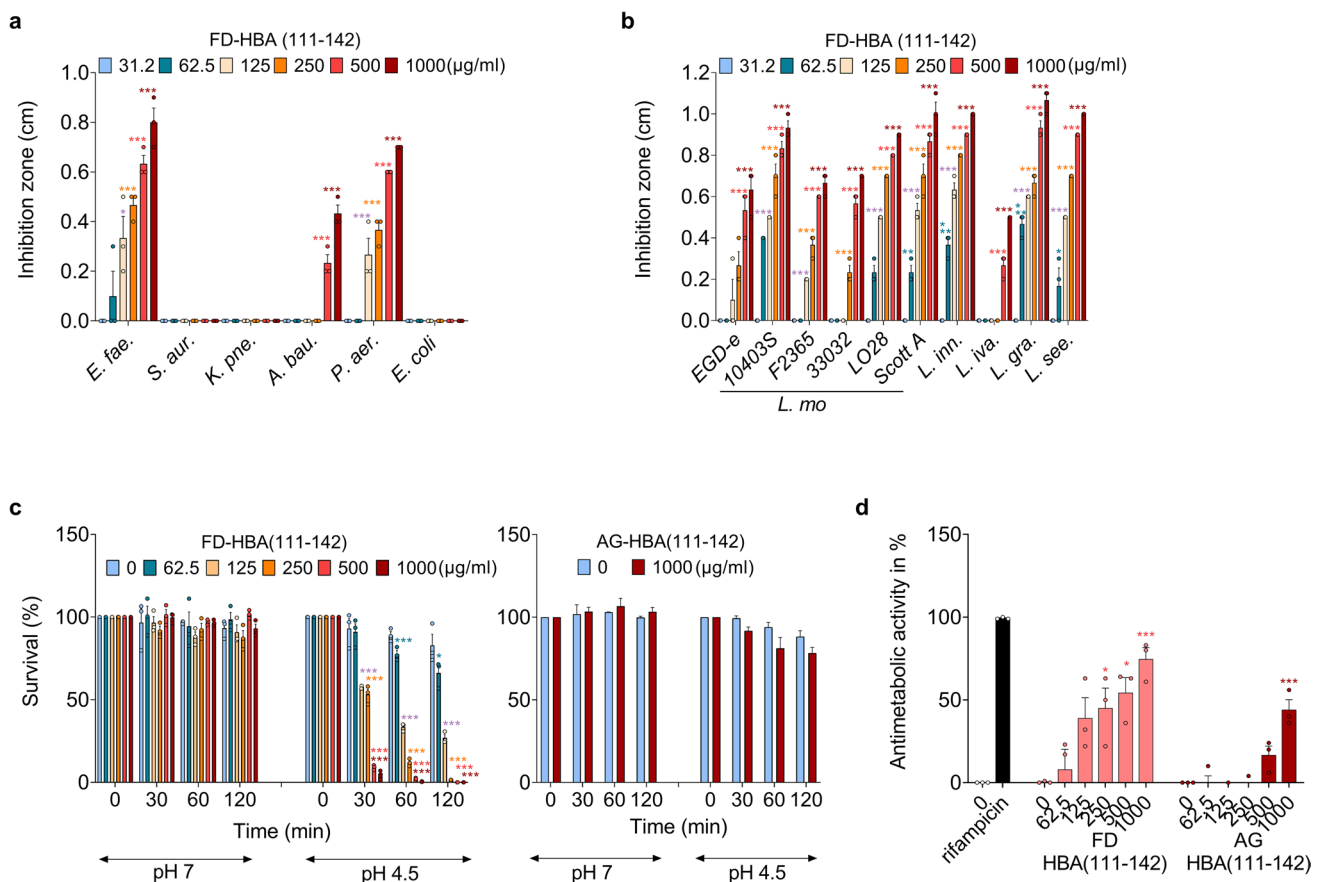 a
FD-HBA (111-142)
31.2 62.5 125 250 500 1000(µg/ml)
Inhibition zone (cm)
1.0
0.8
0.6
0.4
0.2
0.0
***
***
***
*
***
***
***
***
***
***
E. fae. S. aur. K. pne. A. bau. P. aer. E. coli
b
FD-HBA (111-142)
31.2 62.5 125 250 500 1000(µg/ml)
Inhibition zone (cm)
1.2
1.0
0.8
0.6
0.4
0.2
0.0
EGD-e 10403S F2365 33032 LO28 Scott A L. inn. L. iva. L. gra. L. see.
L. mo
c
FD-HBA(111-142)
0 62.5 125 250 500 1000(µg/ml)
Survival (%)
150
100
50
0
0 30 60 120 0 30 60 120
Time (min)
pH 7 pH 4.5
AG-HBA(111-142)
0 1000(µg/ml)
150
100
50
0
0 30 60 120 0 30 60 120
Time (min)
pH 7 pH 4.5
d
Antimetabolic activity in %
150
100
50
0
*
*
***
***
0 rifampicin 0 62.5 125 250 500 1000 0 62.5 125 250 500 1000
FD AG
HBA(111-142) HBA(111-142)